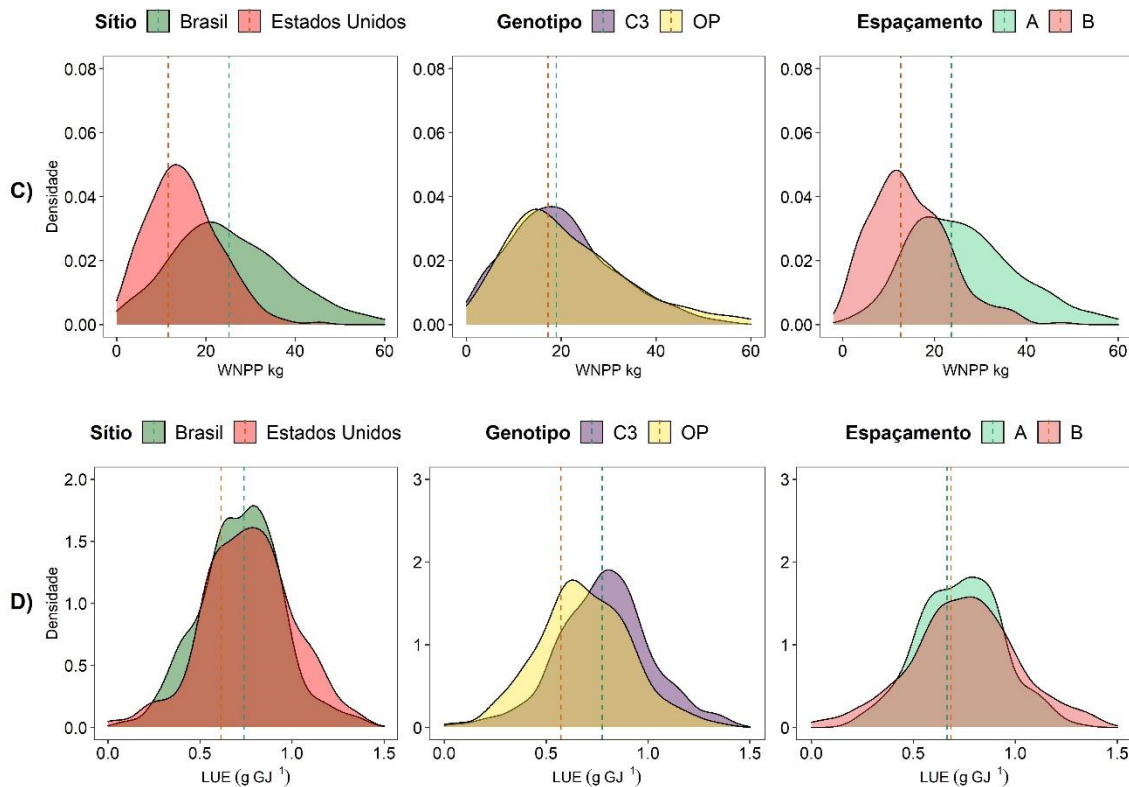 Sítio Brasil Estados Unidos
Genotipo C3 OP
Espaçamento A B
C)
Densidade
0.08
0.06
0.04
0.02
0.00
0 20 40 60
WNPP kg
0.08
0.06
0.04
0.02
0.00
0 20 40 60
WNPP kg
0.08
0.06
0.04
0.02
0.00
0 20 40 60
WNPP kg
Sítio Brasil Estados Unidos
Genotipo C3 OP
Espaçamento A B
D)
Densidade
2.0
1.5
1.0
0.5
0.0
0.0 0.5 1.0 1.5
LUE (g GJ 1)
3
2
1
0
0.0 0.5 1.0 1.5
LUE (g GJ 1)
3
2
1
0
0.0 0.5 1.0 1.5
LUE (g GJ 1)